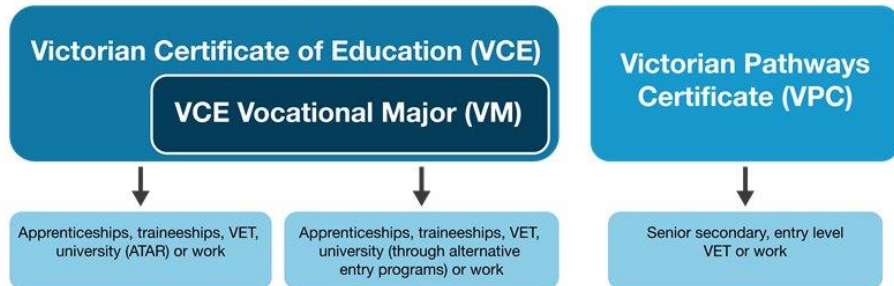 Victorian Certificate of Education (VCE)
VCE Vocational Major (VM)
Victorian Pathways
Certificate (VPC)
Apprenticeships, traineeships, VET,
university (ATAR) or work
Apprenticeships, traineeships, VET,
university (through alternative
entry programs) or work
Senior secondary, entry level
VET or work